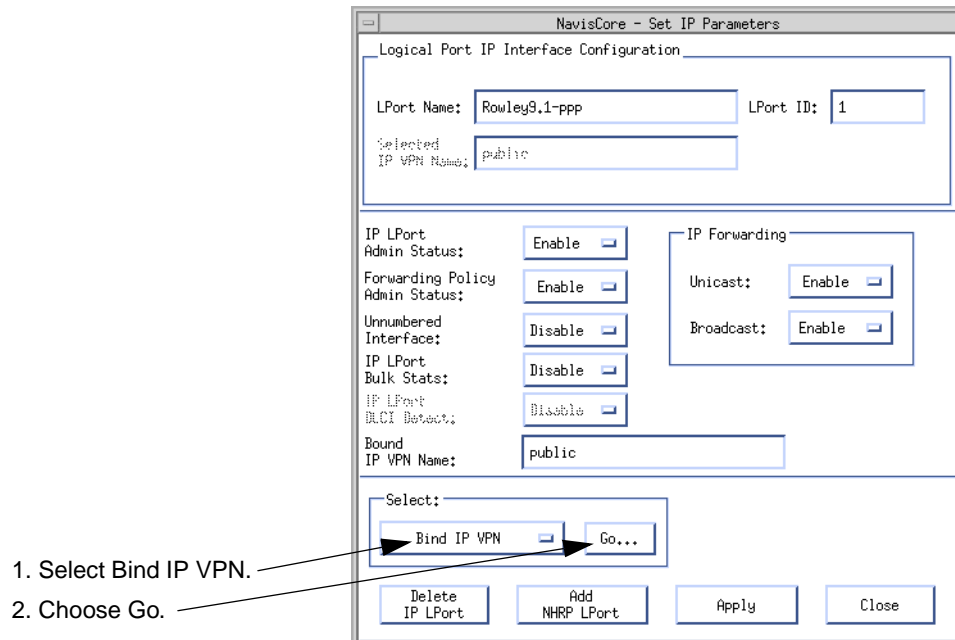 NavisCore - Set IP Parameters
Logical Port IP Interface Configuration
LPort Name: Rowley9.1-ppp LPort ID: 1
Selected
IP VPN Name: public
IP LPort
Admin Status: Enable
Forwarding Policy
Admin Status: Enable
Unnumbered
Interface: Disable
IP LPort
Bulk Stats: Disable
IP LPort
DLCI Detect: Disable
Bound
IP VPN Name: public
IP Forwarding
Unicast: Enable
Broadcast: Enable
Select:
Bind IP VPN Go...
1. Select Bind IP VPN.
2. Choose Go.
Delete
IP LPort
Add
NHRP LPort
Apply
Close